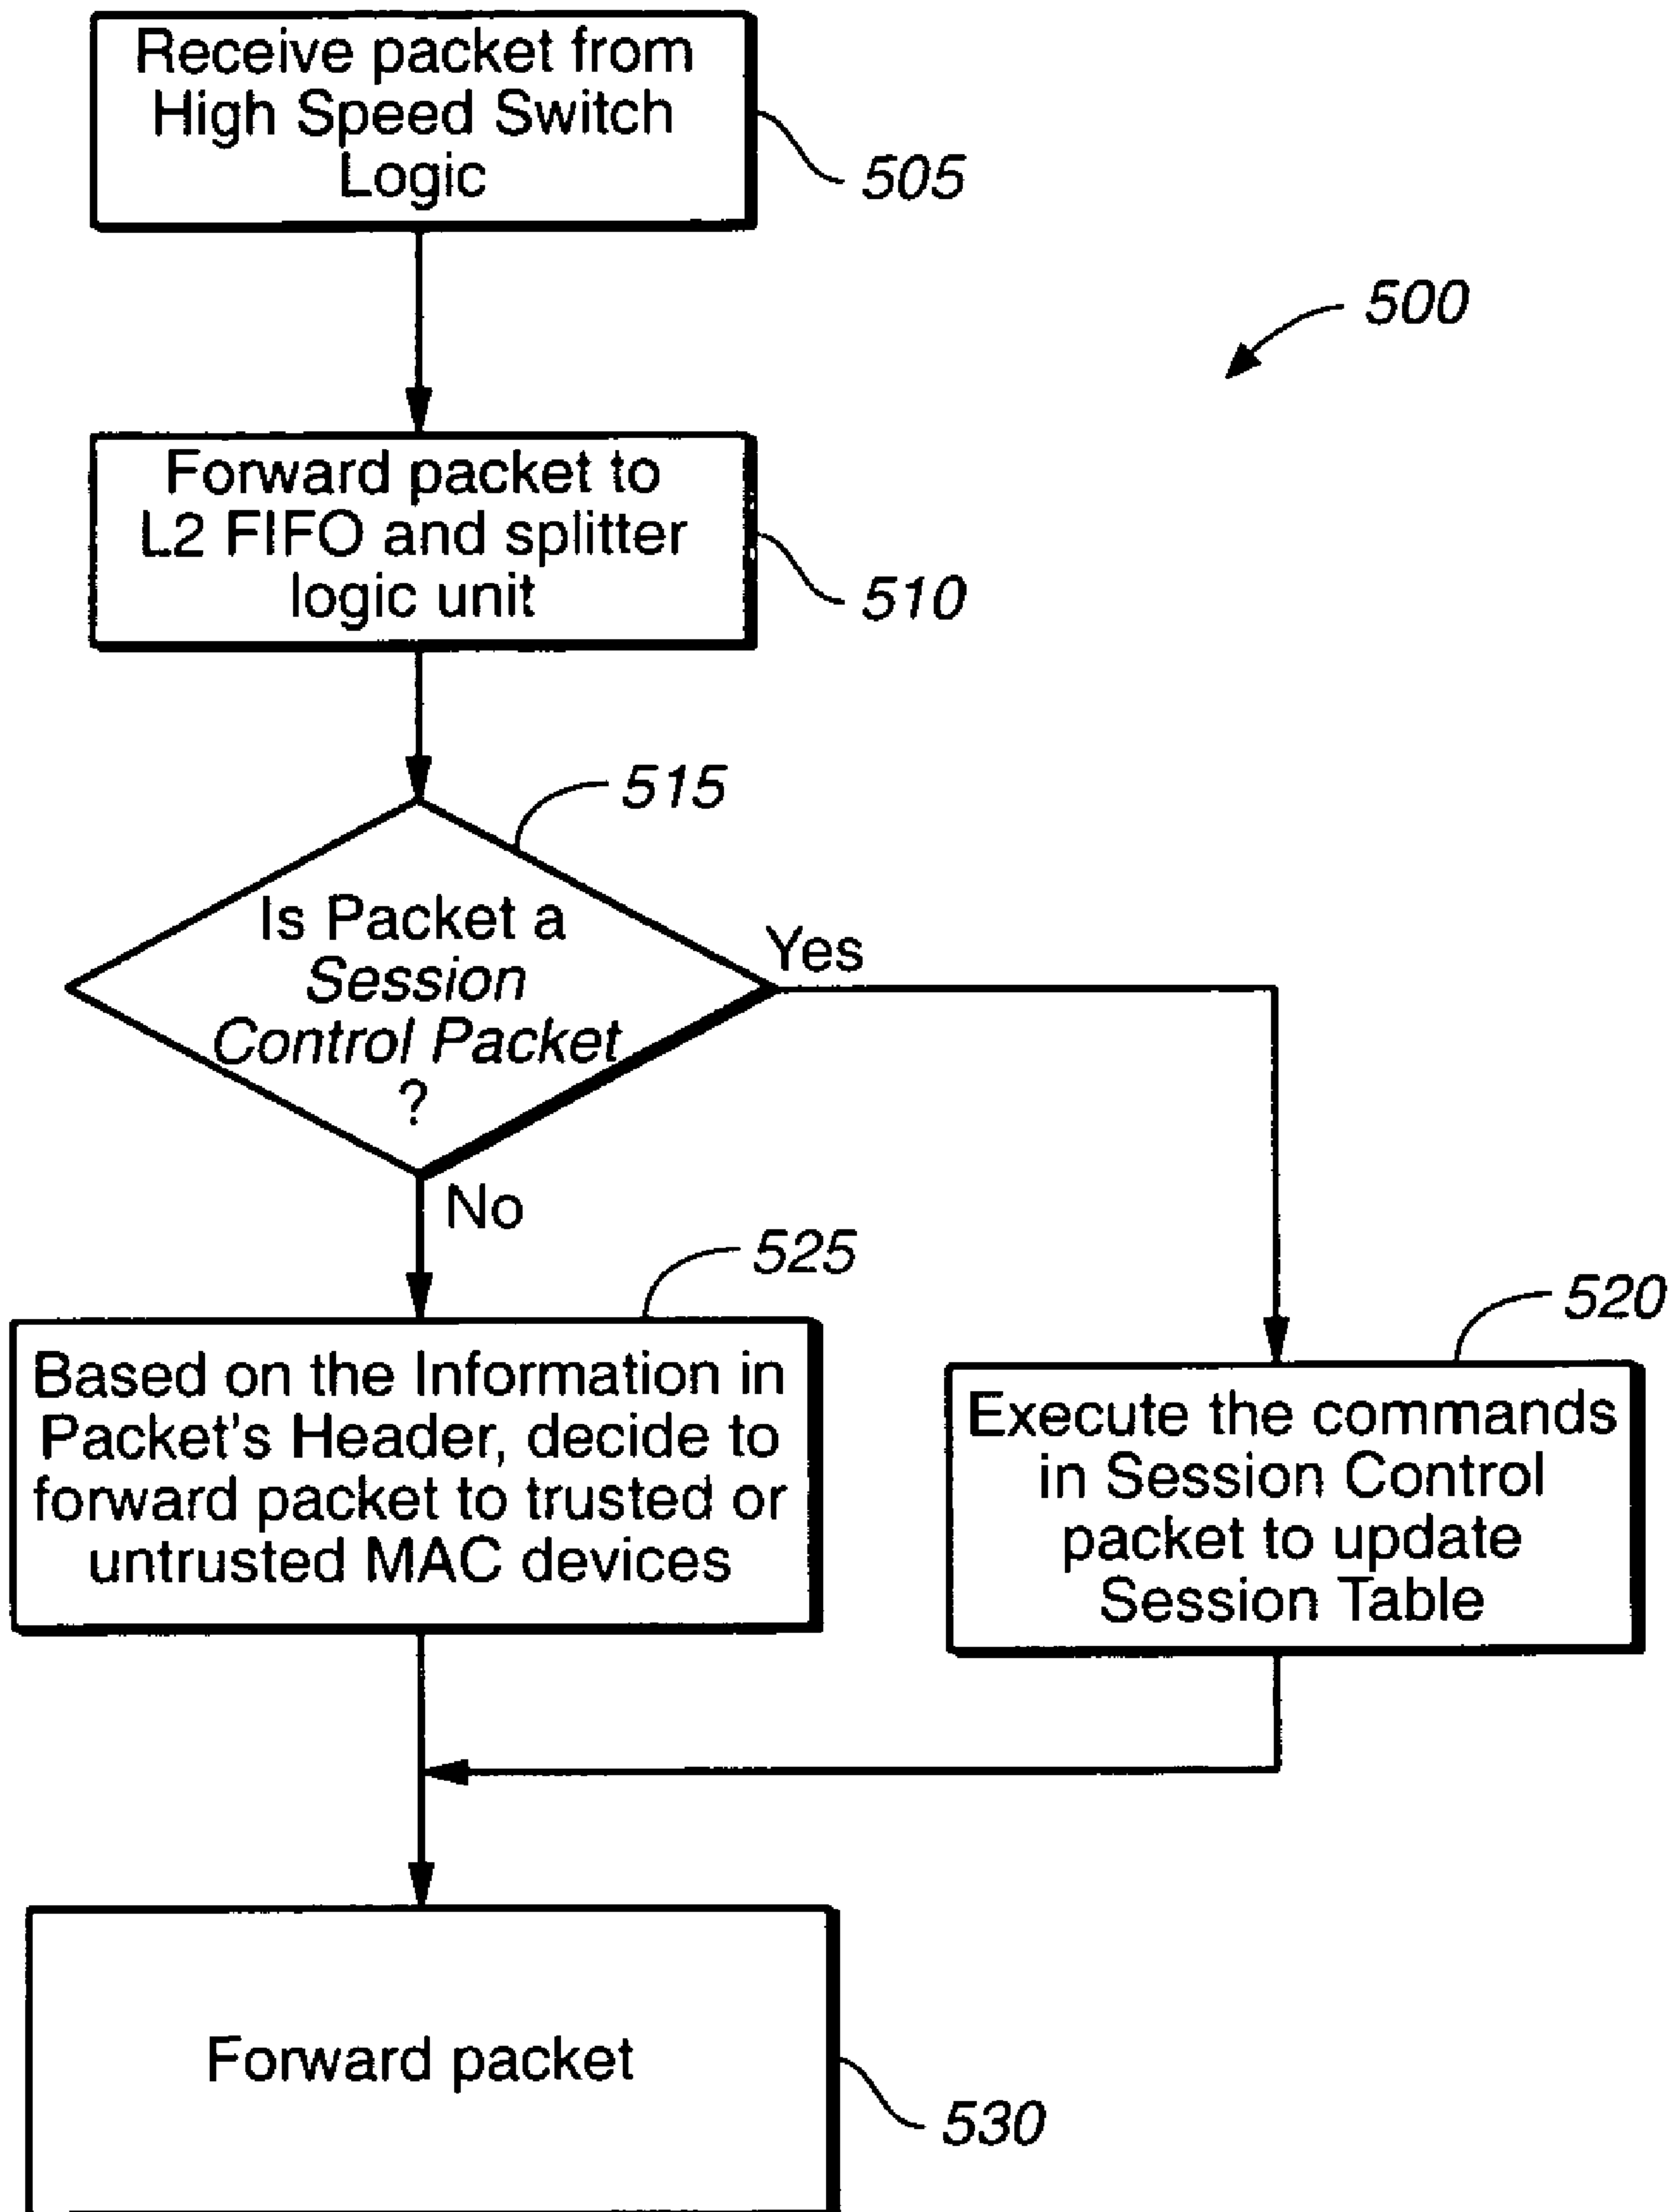 Receive packet from
High Speed Switch
Logic
505
500
Forward packet to
L2 FIFO and splitter
logic unit
510
515
Is Packet a
Session
Control Packet
?
Yes
No
525
Based on the Information in
Packet's Header, decide to
forward packet to trusted or
untrusted MAC devices
520
Execute the commands
in Session Control
packet to update
Session Table
Forward packet
530